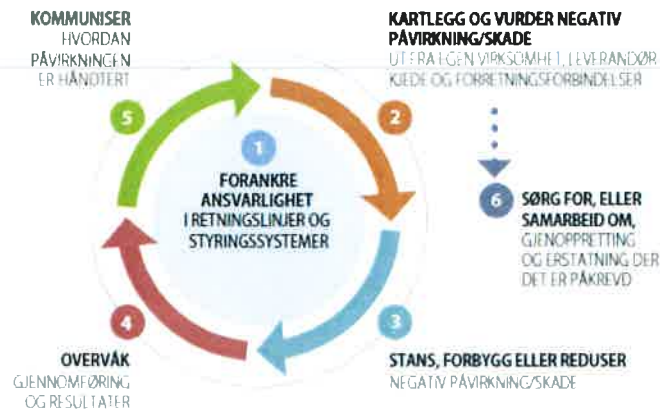 KOMMUNISER
HVORDAN
PÅVIRKNINGEN
ER HÅNDTERT
5
KARTLEGG OG VURDER NEGATIV
PÅVIRKNING/SKADE
UT FRA EGEN VIRKSOMHET, LEVERANDØR
KJEDE OG FORRETNINGSFORBINDELSER
2
1
FORANKRE
ANSVARLIGHET
I RETNINGSLINJER OG
STYRINGSSYSTEMER
6
SØRG FOR, ELLER
SAMARBEID OM,
GJENOPPRETTING
OG ERSTATNING DER
DET ER PÅKREVD
4
OVERVÅK
GJENNOMFØRING
OG RESULTATER
3
STANS, FORBYGG ELLER REDUSER
NEGATIV PÅVIRKNING/SKADE